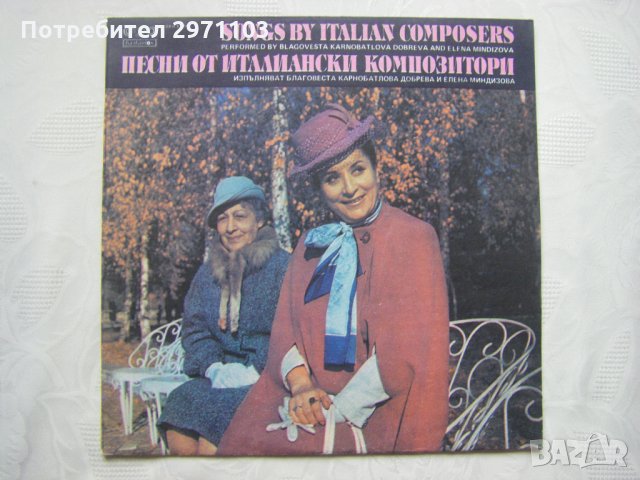 Потребител 2971103
SONGS BY ITALIAN COMPOSERS
PERFORMED BY BLAGOVESTA KARNOBATLOVA DOBREVA AND ELENA MINDIZOVA
ПЕСНИ ОТ ИТАЛИАНСКИ КОМПОЗИТОРИ
ИЗПЪЛНЯВАТ БЛАГОВЕСТА КАРНОБАТЛОВА ДОБРЕВА И ЕЛЕНА МИНДИЗОВА
BAZAR